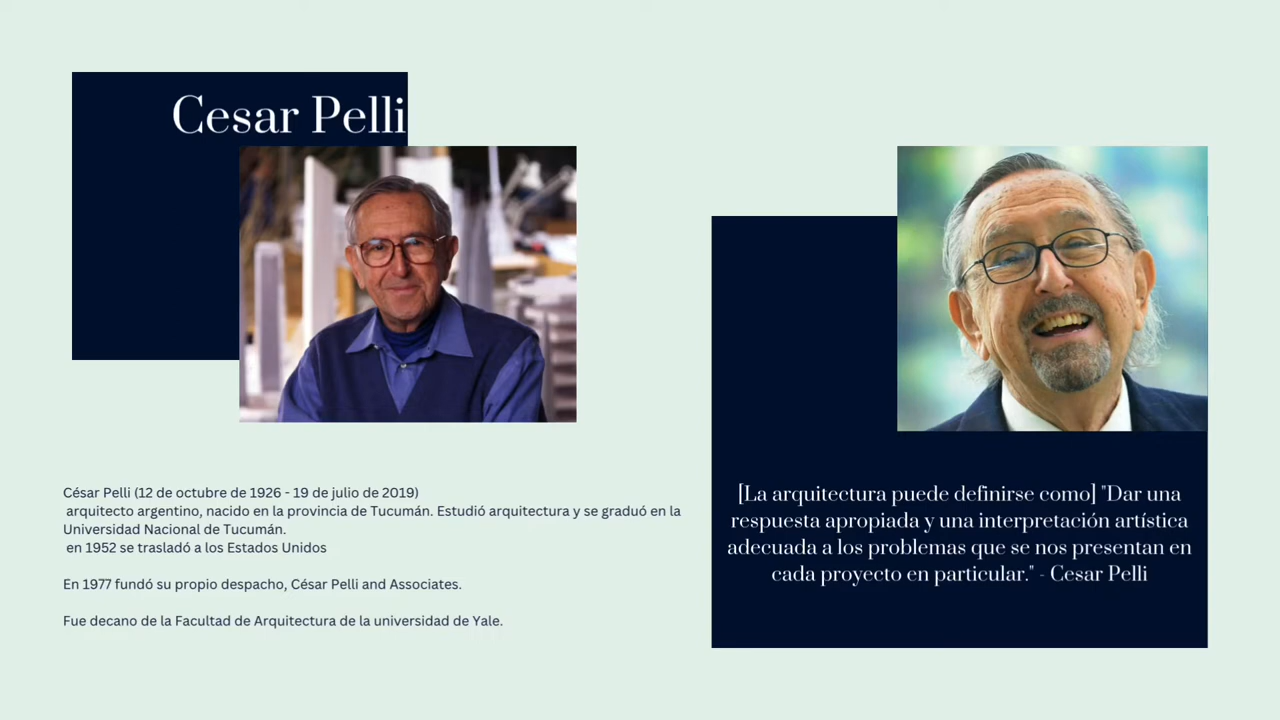 Cesar Pelli
César Pelli (12 de octubre de 1926 - 19 de julio de 2019)
arquitecto argentino, nacido en la provincia de Tucumán. Estudió arquitectura y se graduó en la
Universidad Nacional de Tucumán.
en 1952 se trasladó a los Estados Unidos
En 1977 fundó su propio despacho, César Pelli and Associates.
Fue decano de la Facultad de Arquitectura de la universidad de Yale.
[La arquitectura puede definirse como] "Dar una
respuesta apropiada y una interpretación artística
adecuada a los problemas que se nos presentan en
cada proyecto en particular." - Cesar Pelli